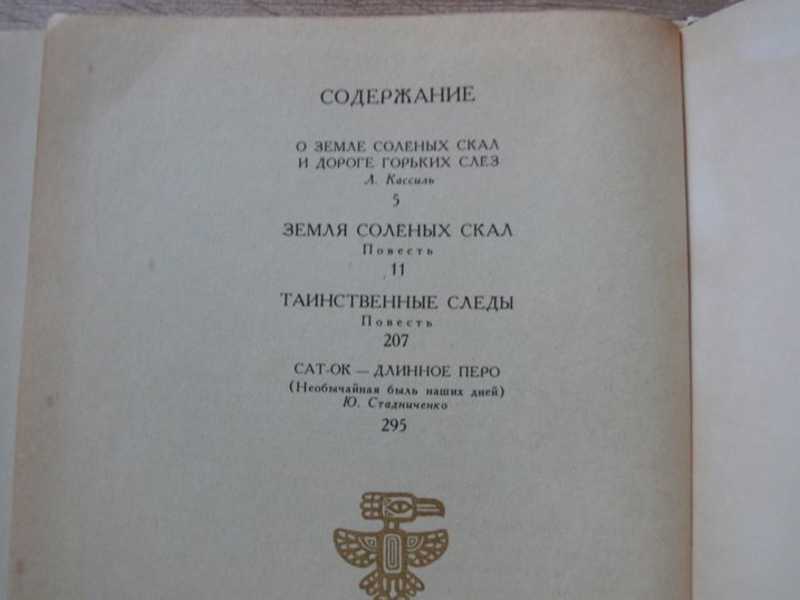 СОДЕРЖАНИЕ
О ЗЕМЛЕ СОЛЕНЫХ СКАЛ
И ДОРОГЕ ГОРЬКИХ СЛЕЗ
Л. Кассиль
5
ЗЕМЛЯ СОЛЕНЫХ СКАЛ
Повесть
11
ТАИНСТВЕННЫЕ СЛЕДЫ
Повесть
207
САТ-ОК — ДЛИННОЕ ПЕРО
(Необычайная быль наших дней)
Ю. Стадниченко
295